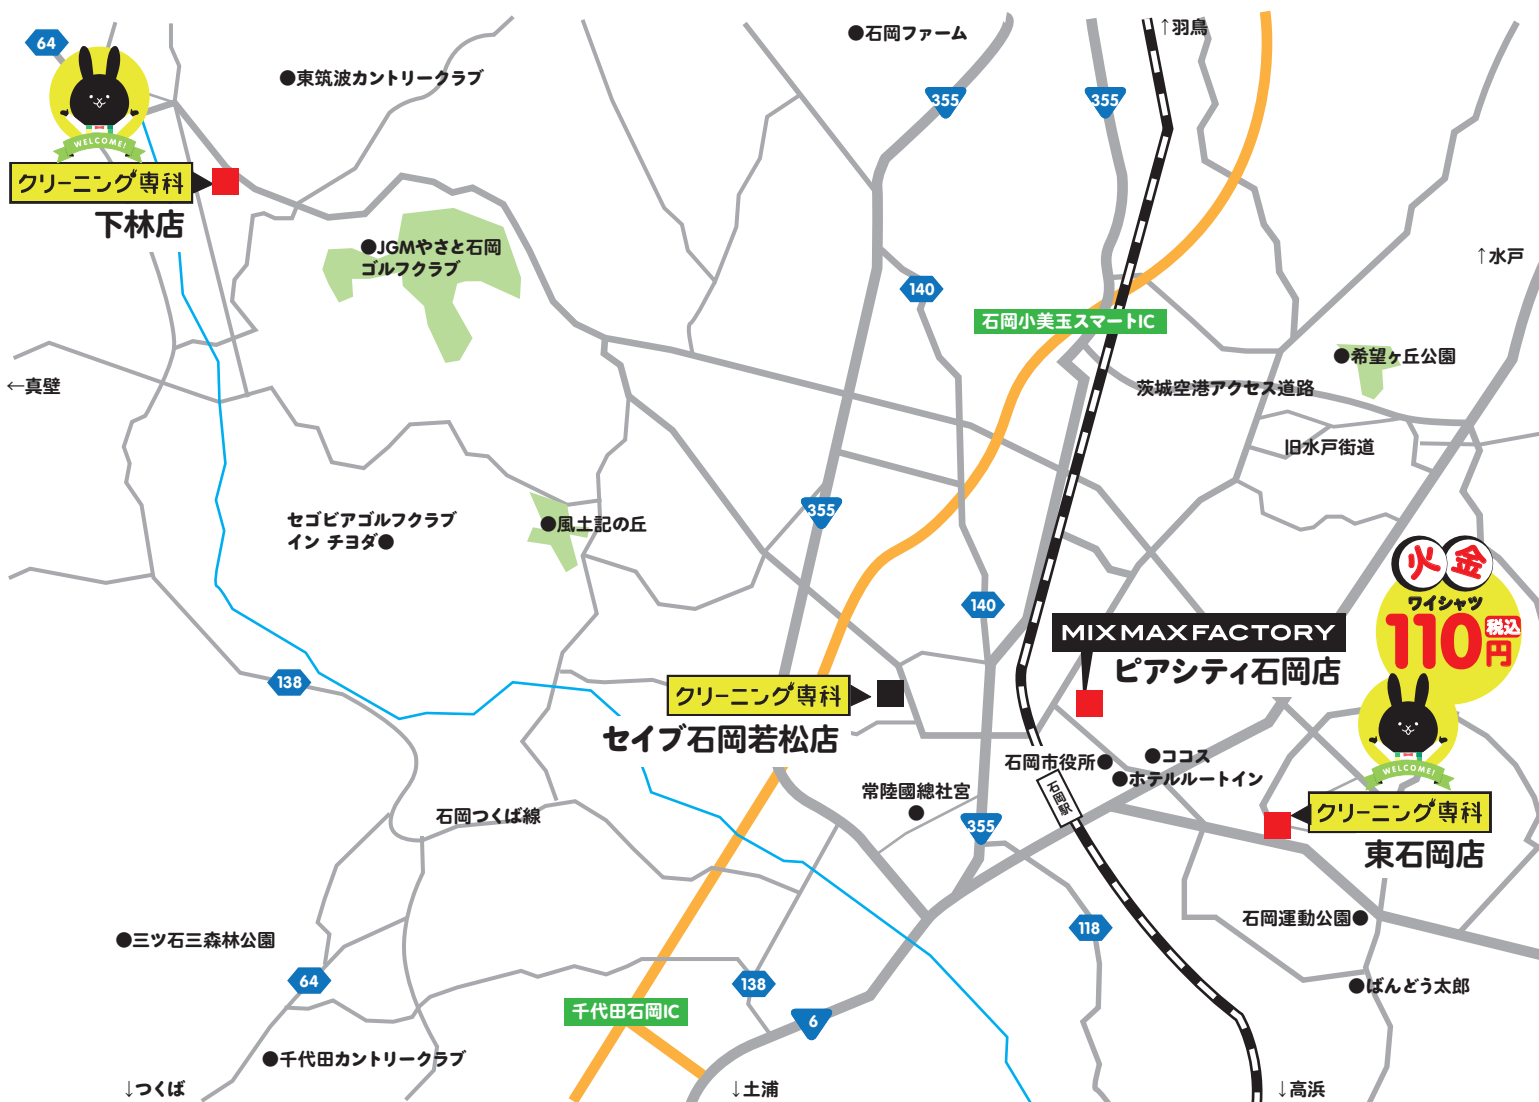 64
●東筑波カントリークラブ
●石岡ファーム
↑羽鳥
355
355
WELCOME!
クリーニング専科
下林店
●JGMやさと石岡
ゴルフクラブ
↑水戸
140
石岡小美玉スマートIC
●希望ヶ丘公園
←真壁
茨城空港アクセス道路
旧水戸街道
セゴビアゴルフクラブ
イン チヨダ●
355
●風土記の丘
火 金
ワイシャツ
110円
税込
140
MIXMAXFACTORY
ピアシティ石岡店
138
クリーニング専科
セイブ石岡若松店
石岡市役所●
●ココス
●ホテルルートイン
WELCOME!
常陸國總社宮
●
石岡駅
クリーニング専科
東石岡店
石岡つくば線
355
118
石岡運動公園●
●三ツ石三森林公園
64
138
●ばんどう太郎
千代田石岡IC
6
●千代田カントリークラブ
↓つくば
↓土浦
↓高浜